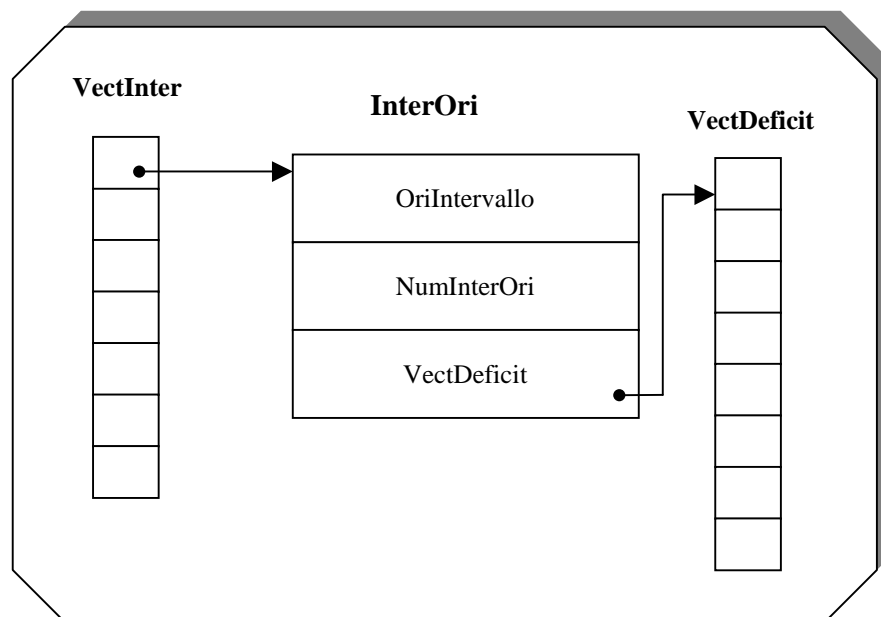 VectInter
InterOri
VectDeficit
OriIntervallo
NumInterOri
VectDeficit